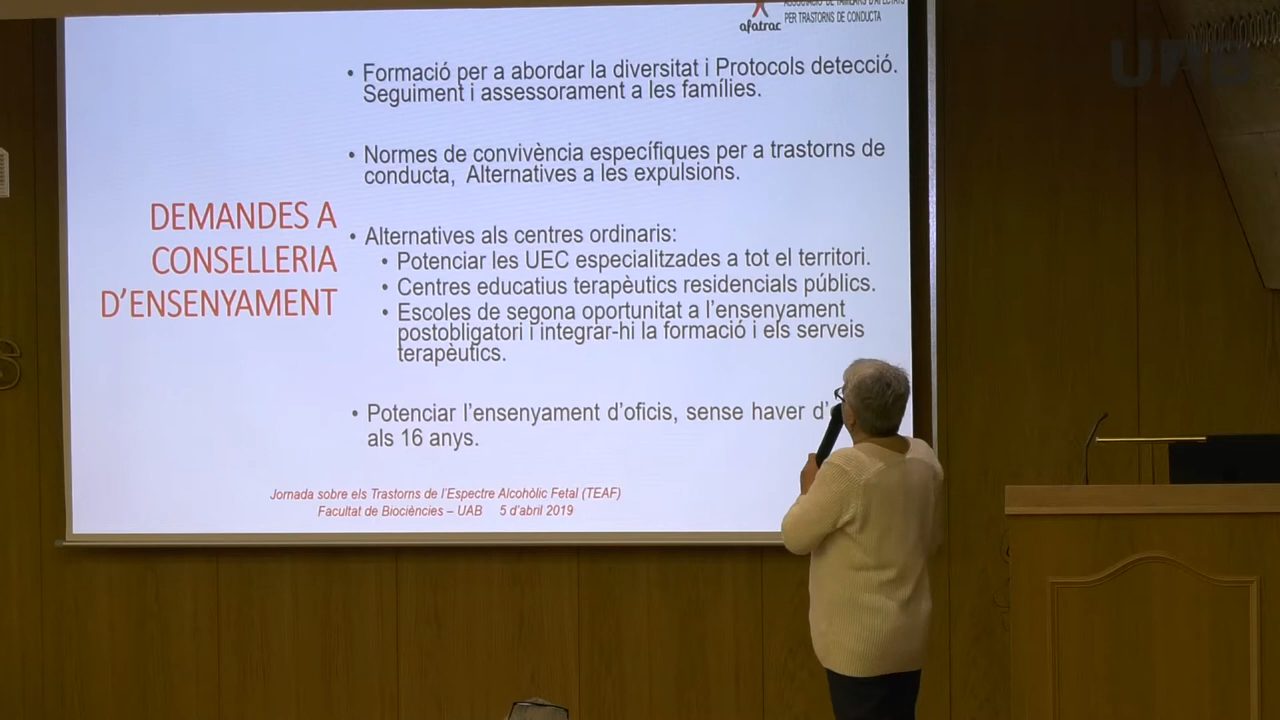 afatrac
PER TRASTORNS DE CONDUCTA
UAB
• Formació per a abordar la diversitat i Protocols detecció.
Seguiment i assessorament a les famílies.
• Normes de convivència específiques per a trastorns de
conducta, Alternatives a les expulsions.
DEMANDES A
CONSELLERIA
D'ENSENYAMENT
• Alternatives als centres ordinaris:
• Potenciar les UEC especialitzades a tot el territori.
• Centres educatius terapèutics residencials públics.
• Escoles de segona oportunitat a l'ensenyament
postobligatori i integrar-hi la formació i els serveis
terapèutics.
• Potenciar l'ensenyament d'oficis, sense haver d'
als 16 anys.
Jornada sobre els Trastorns de l'Espectre Alcohòlic Fetal (TEAF)
Facultat de Biociències – UAB 5 d'abril 2019